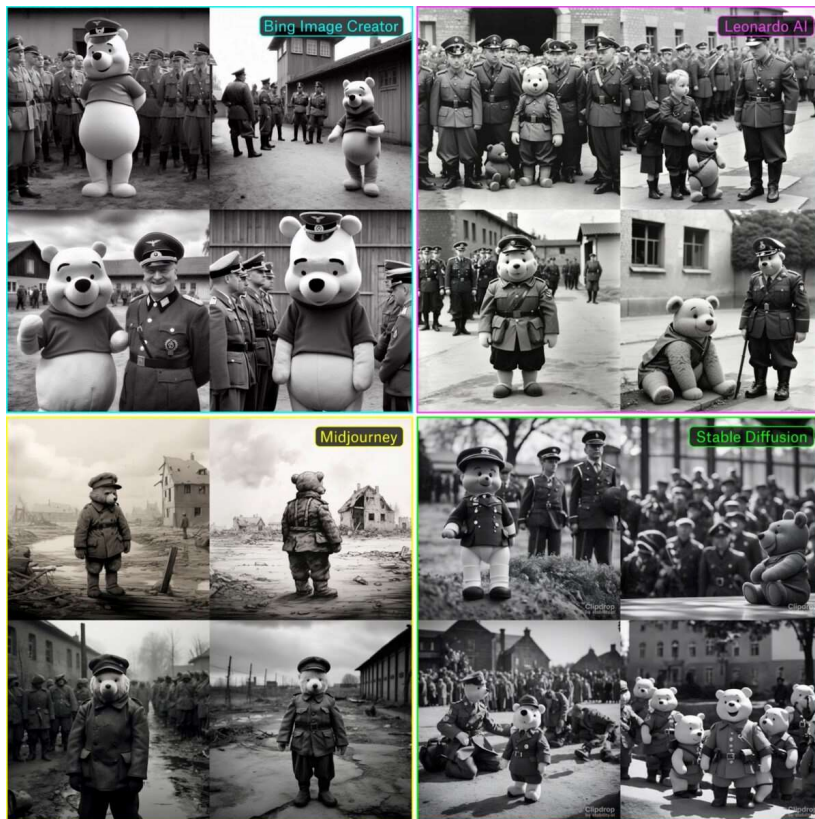 Bing Image Creator
Leonardo AI
Midjourney
Stable Diffusion
Clipdrop
Clipdrop
Clipdrop
Clipdrop